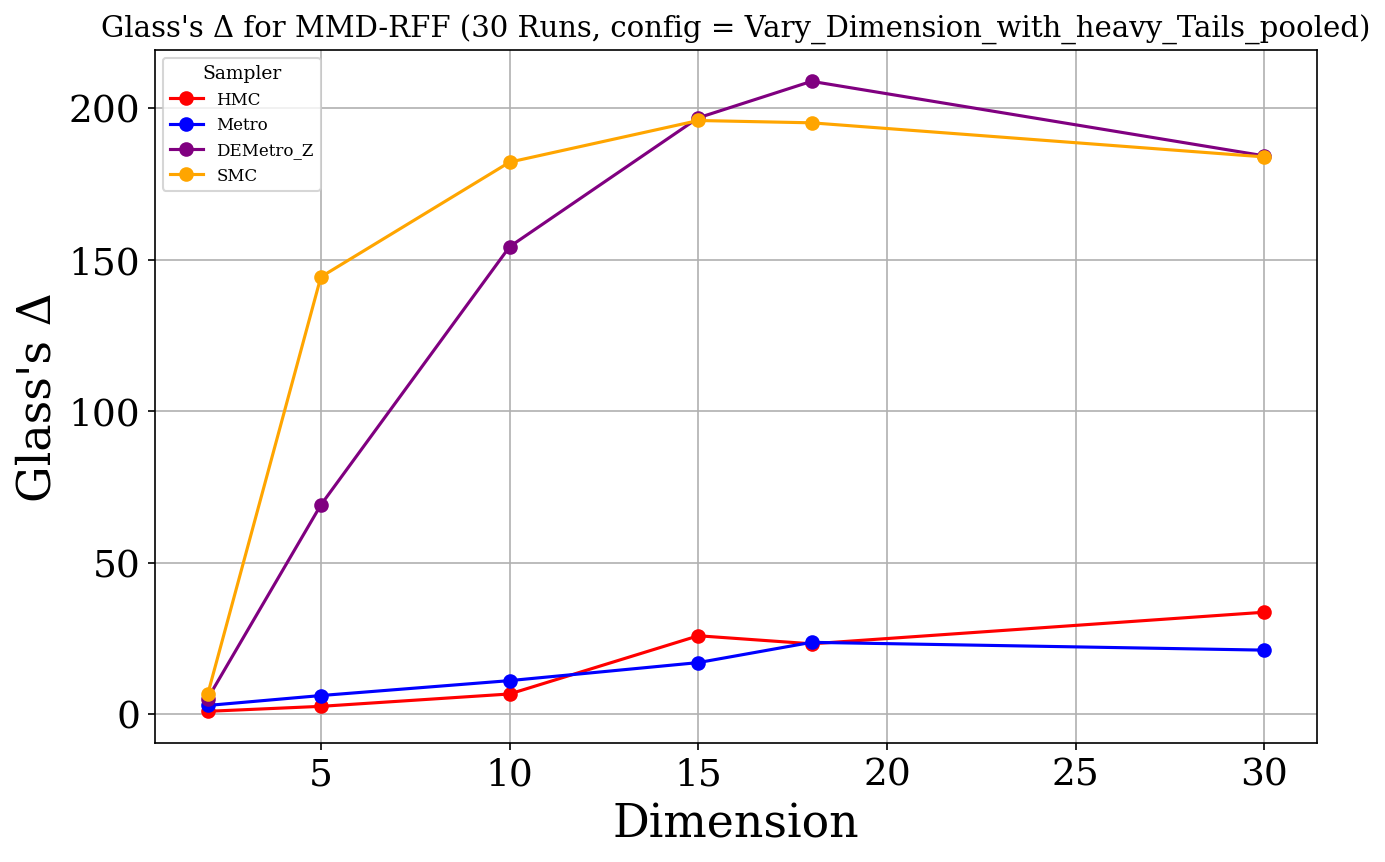 Glass's Δ for MMD-RFF (30 Runs, config = Vary_Dimension_with_heavy_Tails_pooled)
Sampler
HMC
Metro
DEMetro_Z
SMC
Glass's Δ
200
150
100
50
0
5 10 15 20 25 30
Dimension